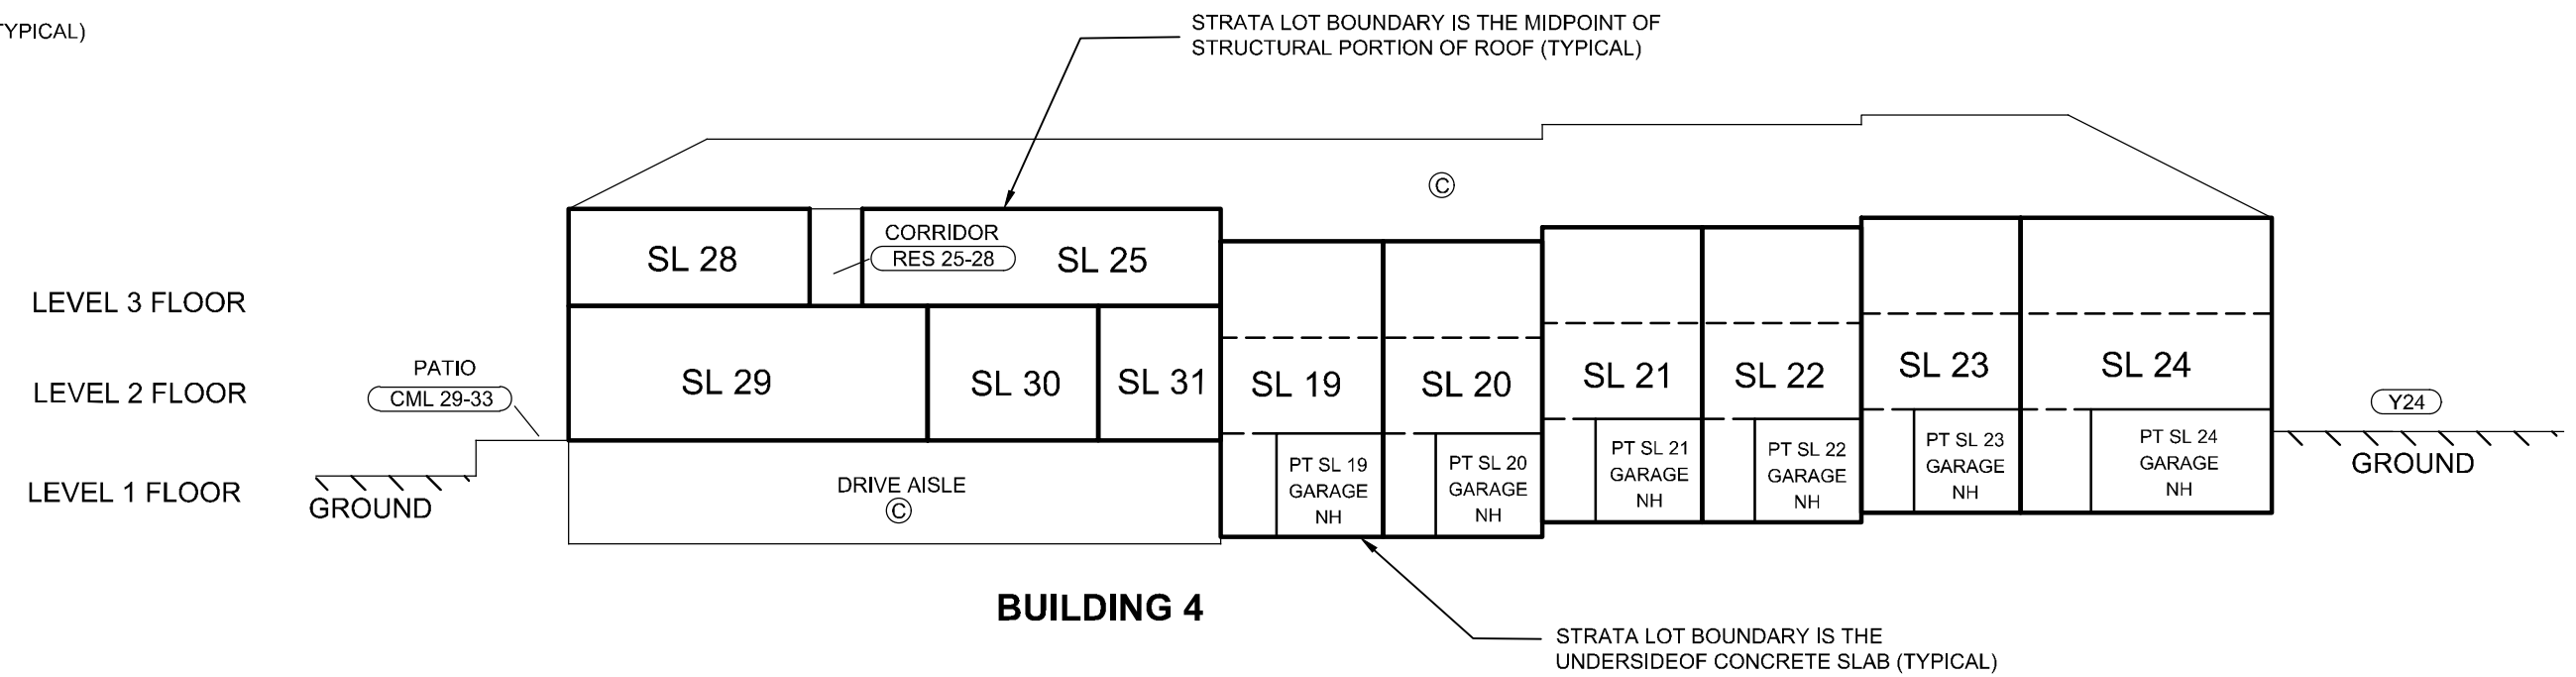 TYPICAL)
STRATA LOT BOUNDARY IS THE MIDPOINT OF
STRUCTURAL PORTION OF ROOF (TYPICAL)
C
CORRIDOR
RES 25-28
SL 28
SL 25
LEVEL 3 FLOOR
LEVEL 2 FLOOR
LEVEL 1 FLOOR
PATIO
CML 29-33
GROUND
SL 29
SL 30
SL 31
SL 19
SL 20
SL 21
SL 22
SL 23
SL 24
Y24
GROUND
DRIVE AISLE
C
PT SL 19
GARAGE
NH
PT SL 20
GARAGE
NH
PT SL 21
GARAGE
NH
PT SL 22
GARAGE
NH
PT SL 23
GARAGE
NH
PT SL 24
GARAGE
NH
BUILDING 4
STRATA LOT BOUNDARY IS THE
UNDERSIDEOF CONCRETE SLAB (TYPICAL)